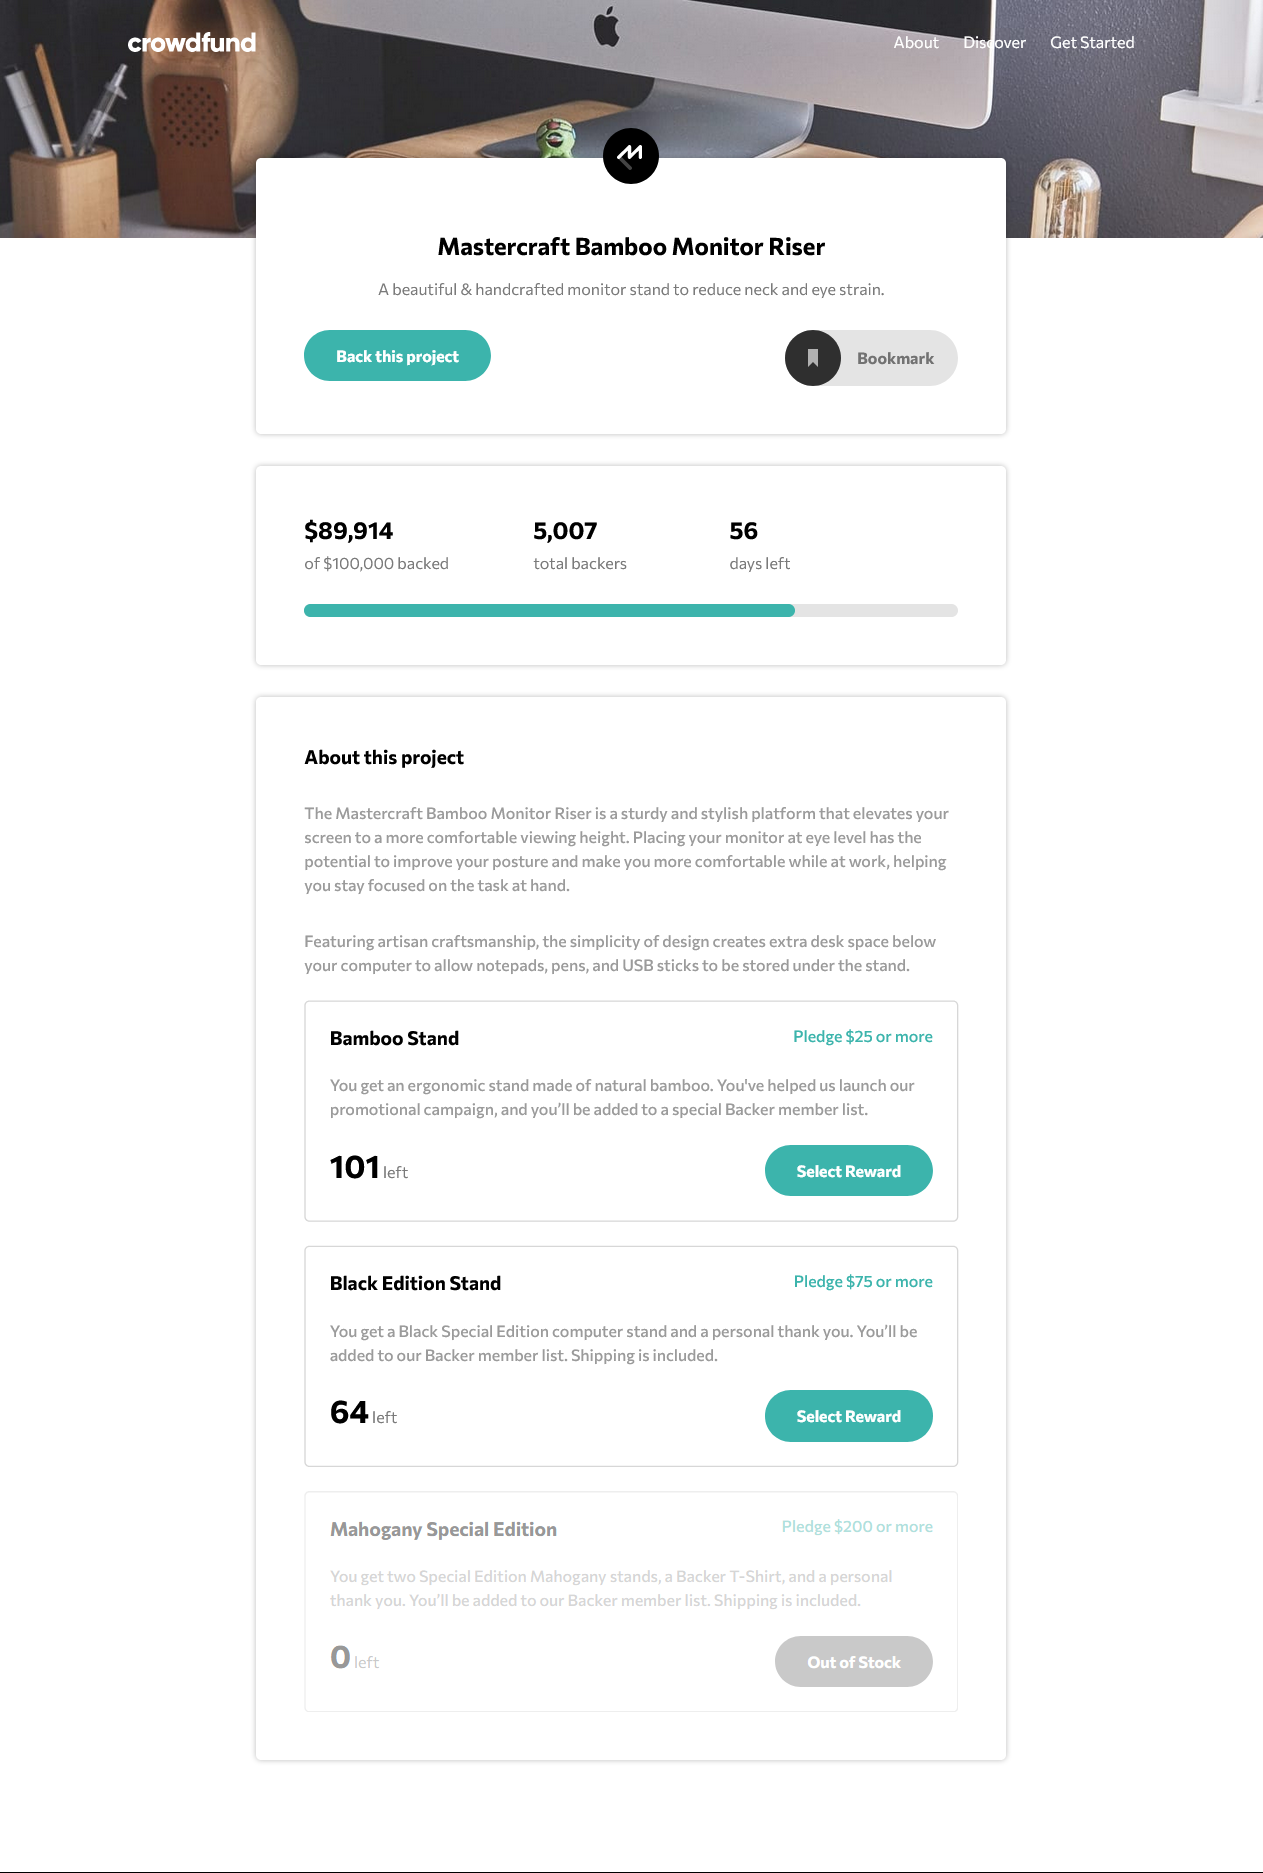 crowdfund
About Discover Get Started
Mastercraft Bamboo Monitor Riser
A beautiful & handcrafted monitor stand to reduce neck and eye strain.
Back this project
Bookmark
$89,914
of $100,000 backed
5,007
total backers
56
days left
About this project
The Mastercraft Bamboo Monitor Riser is a sturdy and stylish platform that elevates your
screen to a more comfortable viewing height. Placing your monitor at eye level has the
potential to improve your posture and make you more comfortable while at work, helping
you stay focused on the task at hand.
Featuring artisan craftsmanship, the simplicity of design creates extra desk space below
your computer to allow notepads, pens, and USB sticks to be stored under the stand.
Bamboo Stand
Pledge $25 or more
You get an ergonomic stand made of natural bamboo. You've helped us launch our
promotional campaign, and you’ll be added to a special Backer member list.
101 left
Select Reward
Black Edition Stand
Pledge $75 or more
You get a Black Special Edition computer stand and a personal thank you. You’ll be
added to our Backer member list. Shipping is included.
64 left
Select Reward
Mahogany Special Edition
Pledge $200 or more
You get two Special Edition Mahogany stands, a Backer T-Shirt, and a personal
thank you. You’ll be added to our Backer member list. Shipping is included.
0 left
Out of Stock